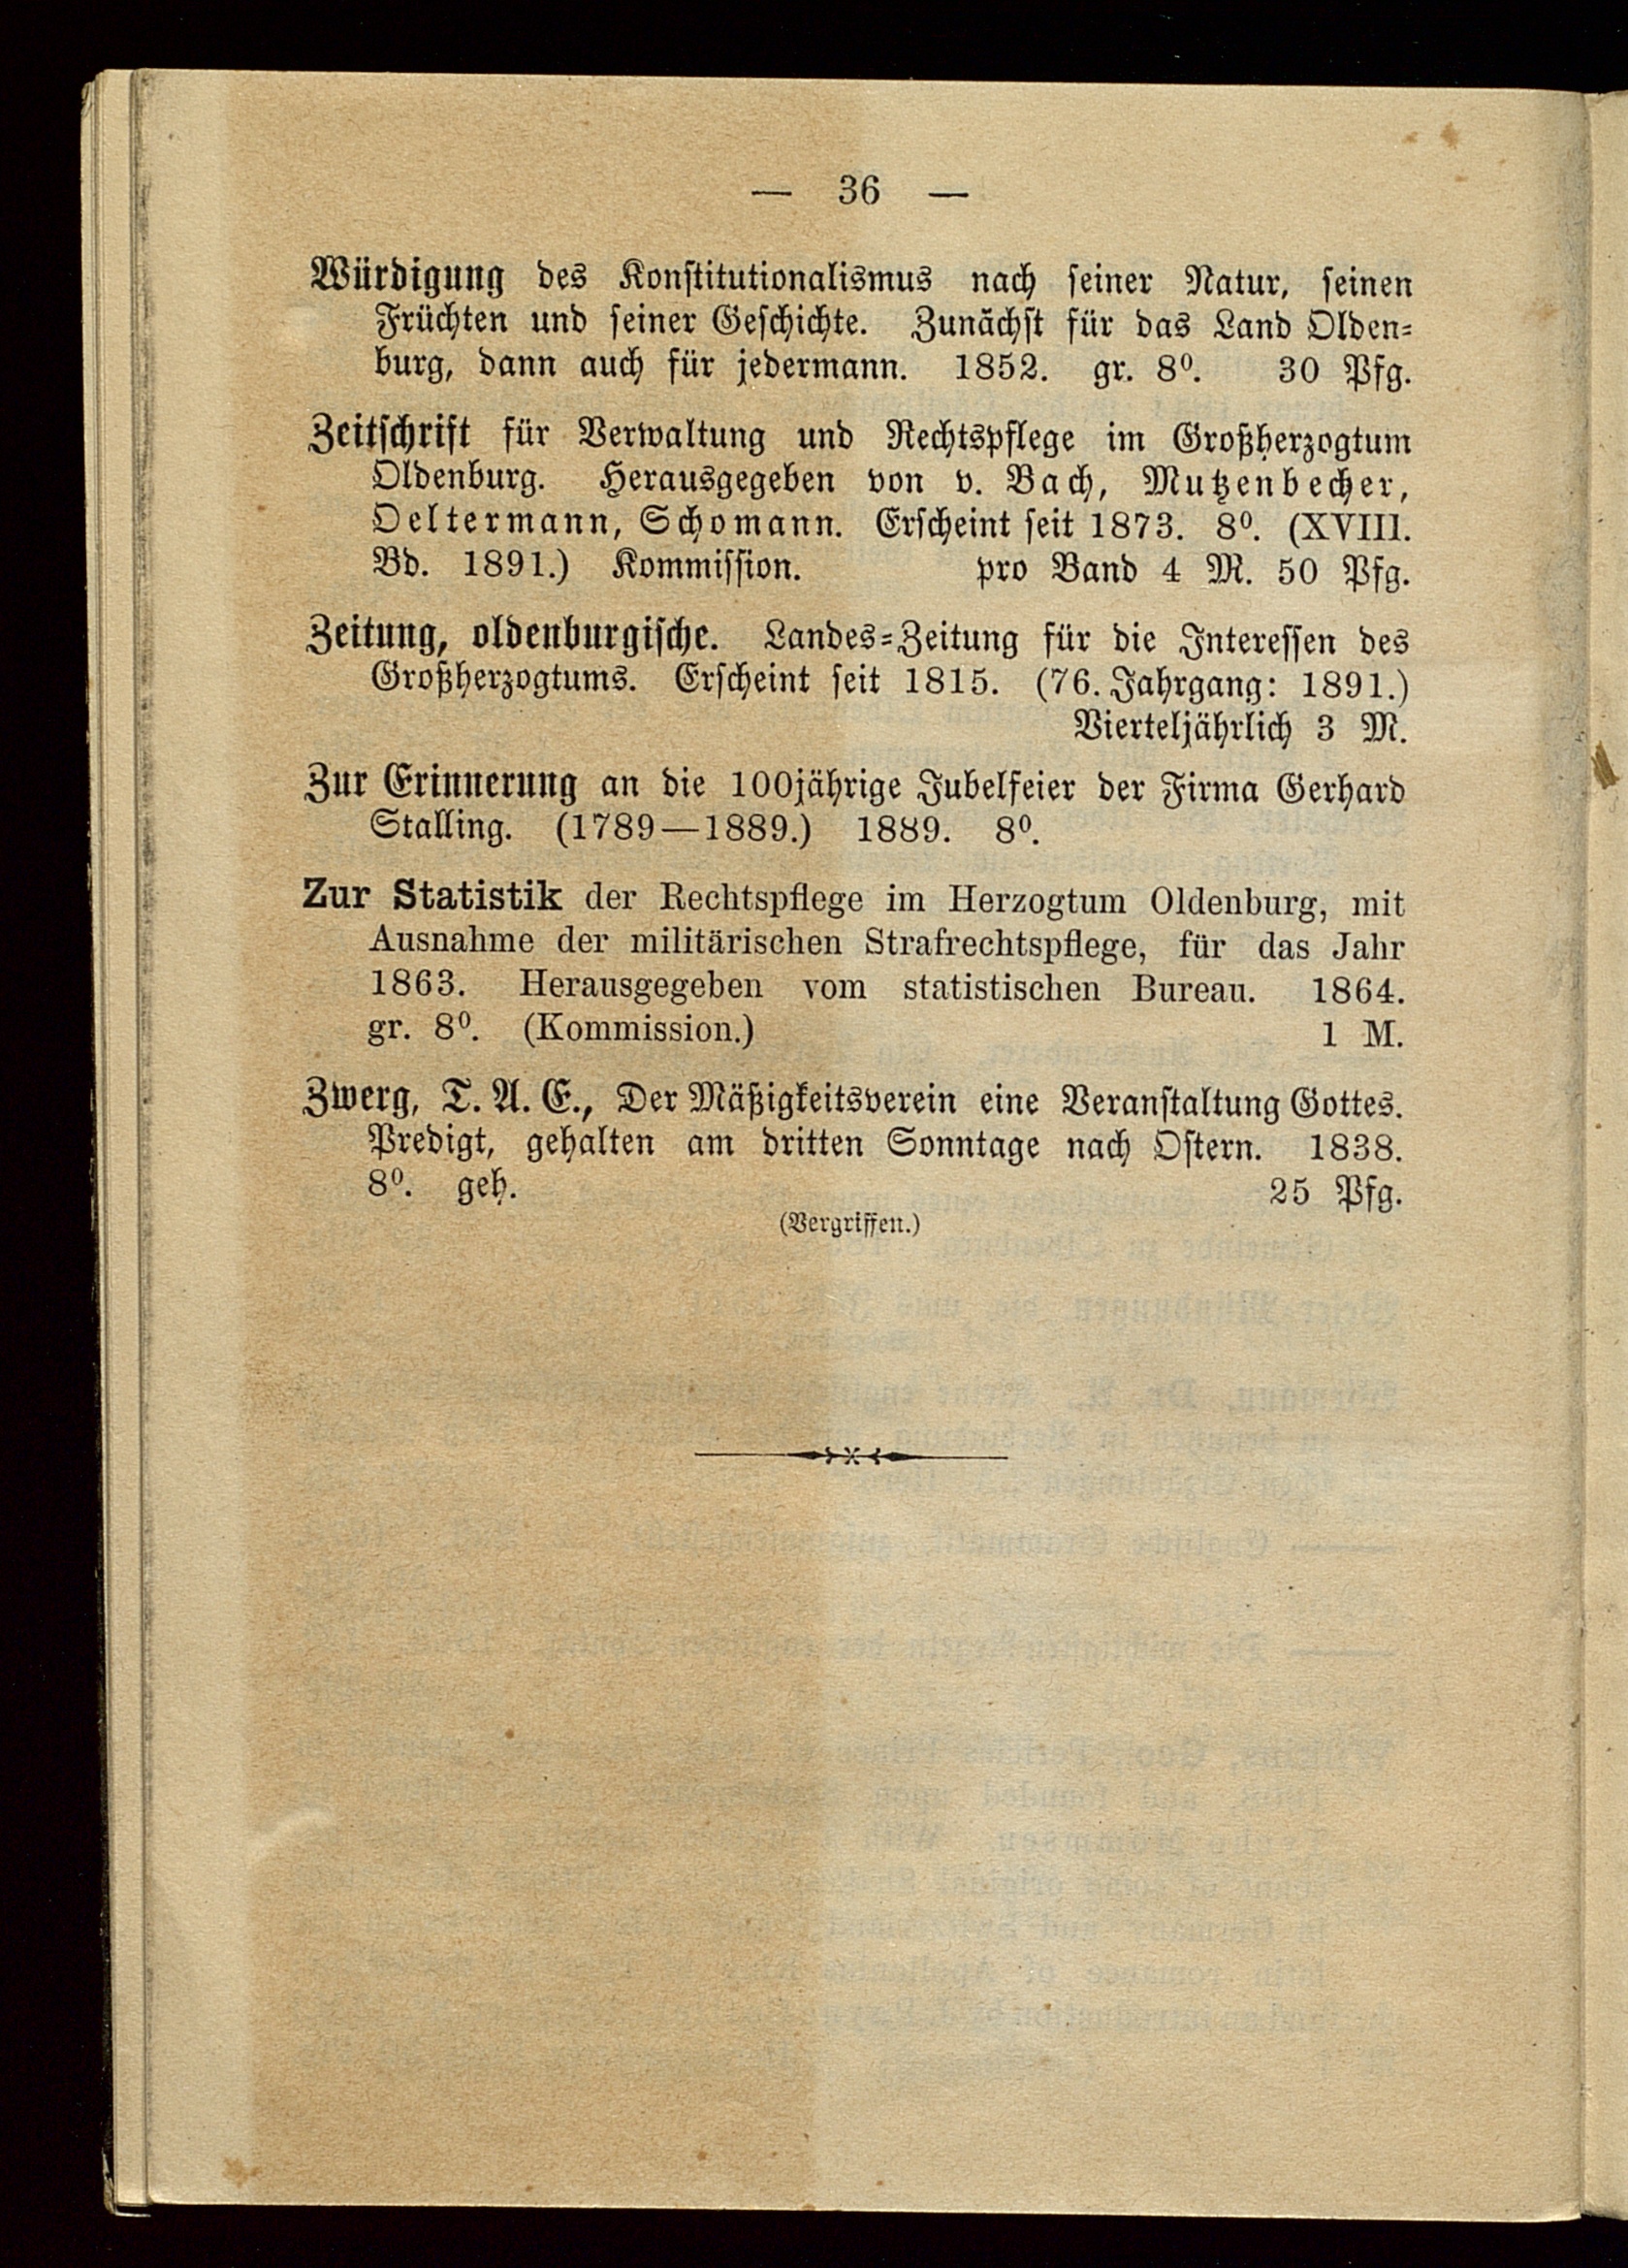 — 36 —
Würdigung des Konstitutionalismus nach seiner Natur, seinen
Früchten und seiner Geschichte. Zunächst für das Land Olden-
burg, dann auch für jedermann. 1852. gr. 8⁰. 30 Pfg.
Zeitschrift für Verwaltung und Rechtspflege im Großherzogtum
Oldenburg. Herausgegeben von v. Bach, Mutzenbecher,
Oeltermann, Schomann. Erscheint seit 1873. 8⁰. (XVIII.
Bd. 1891.) Kommission. pro Band 4 M. 50 Pfg.
Zeitung, oldenburgische. Landes-Zeitung für die Interessen des
Großherzogtums. Erscheint seit 1815. (76. Jahrgang: 1891.)
Vierteljährlich 3 M.
Zur Erinnerung an die 100jährige Jubelfeier der Firma Gerhard
Stalling. (1789—1889.) 1889. 8⁰.
Zur Statistik der Rechtspflege im Herzogtum Oldenburg, mit
Ausnahme der militärischen Strafrechtspflege, für das Jahr
1863. Herausgegeben vom statistischen Bureau. 1864.
gr. 8⁰. (Kommission.) 1 M.
Zwerg, T. A. E., Der Mäßigkeitsverein eine Veranstaltung Gottes.
Predigt, gehalten am dritten Sonntage nach Ostern. 1838.
8⁰. geh. 25 Pfg.
(Vergriffen.)